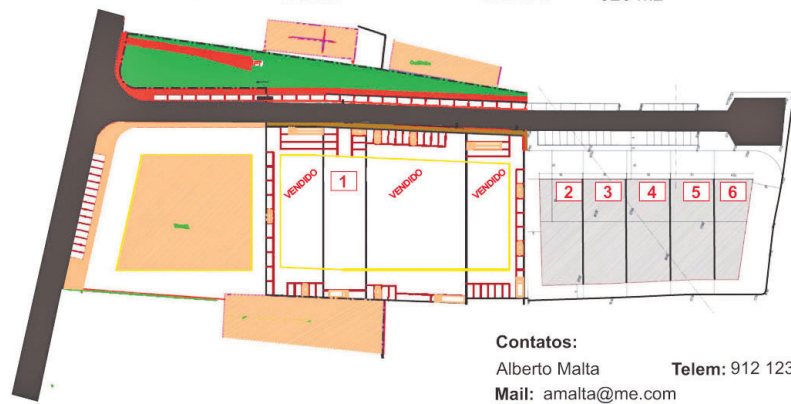 VENDIDO
1
VENDIDO
VENDIDO
2
3
4
5
6
Contatos:
Alberto Malta Telem: 912 123
Mail: amalta@me.com